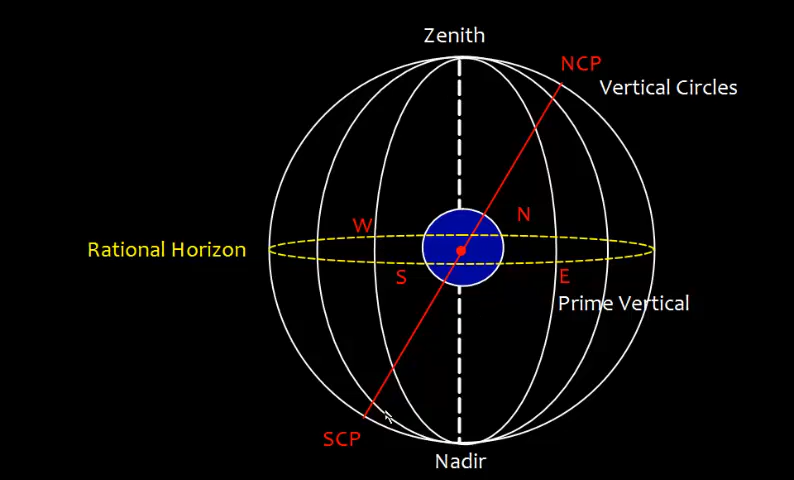 Zenith
NCP
Vertical Circles
W
N
Rational Horizon
S
E
Prime Vertical
SCP
Nadir